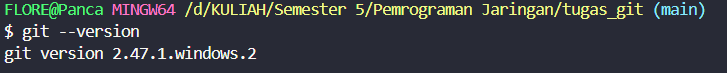 FLORE@Panca MINGW64 /d/KULIAH/Semester 5/Pemrograman Jaringan/tugas_git (main)
$ git --version
git version 2.47.1.windows.2